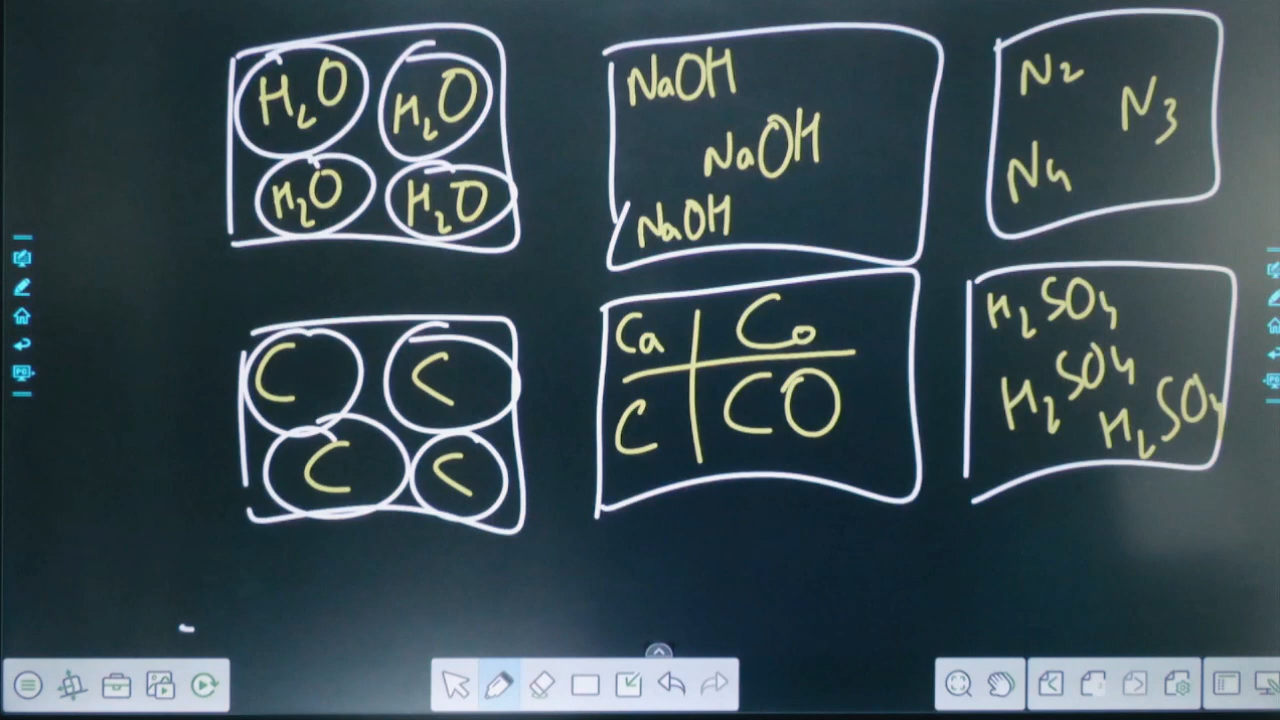 H₂O H₂O
H₂O H₂O
NaOH
NaOH
NaOH
N₂
N₃
N₄
C C
C C
Ca Co
C CO
H₂SO₄
H₂SO₄
H₂SO₄